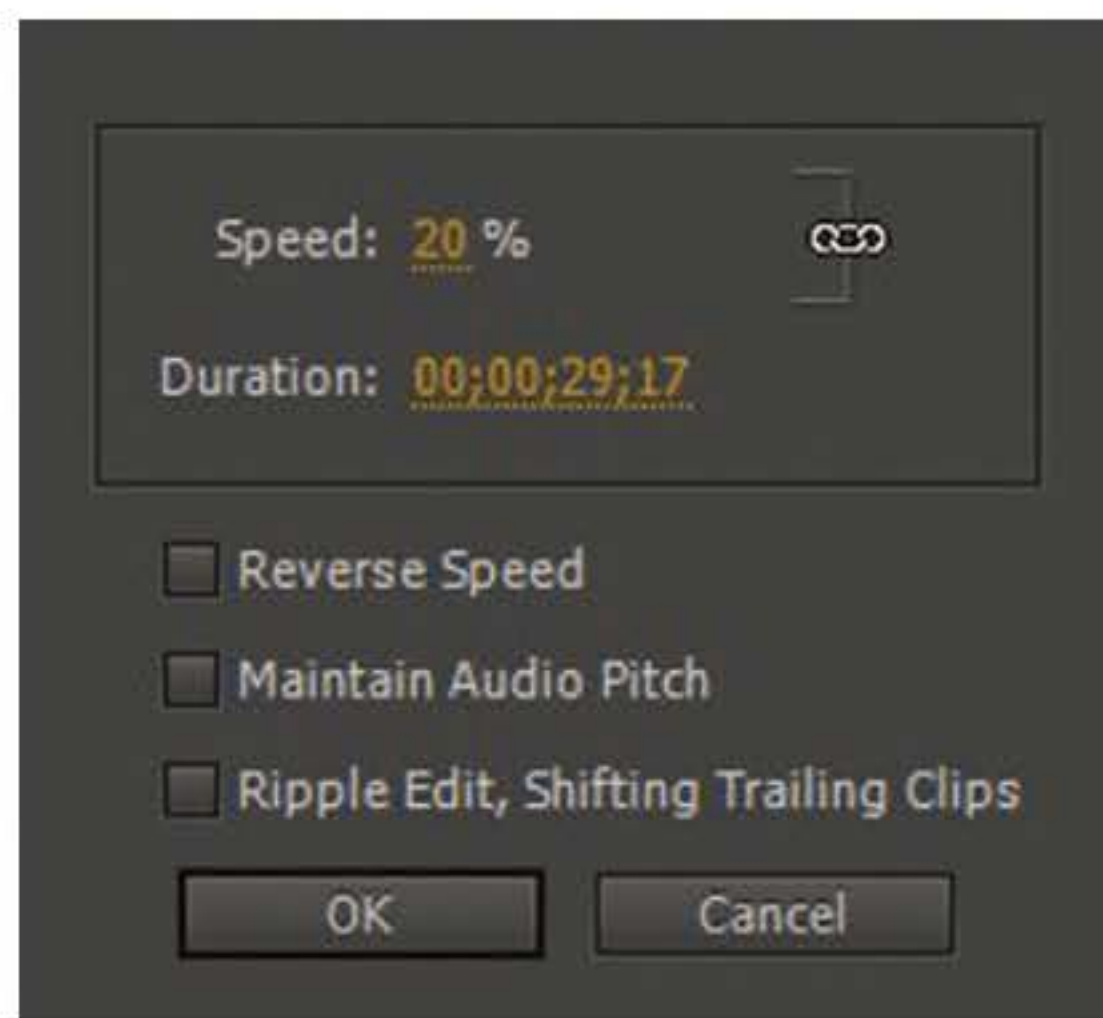 Speed: 20 %
Duration: 00;00;29;17
Reverse Speed
Maintain Audio Pitch
Ripple Edit, Shifting Trailing Clips
OK Cancel